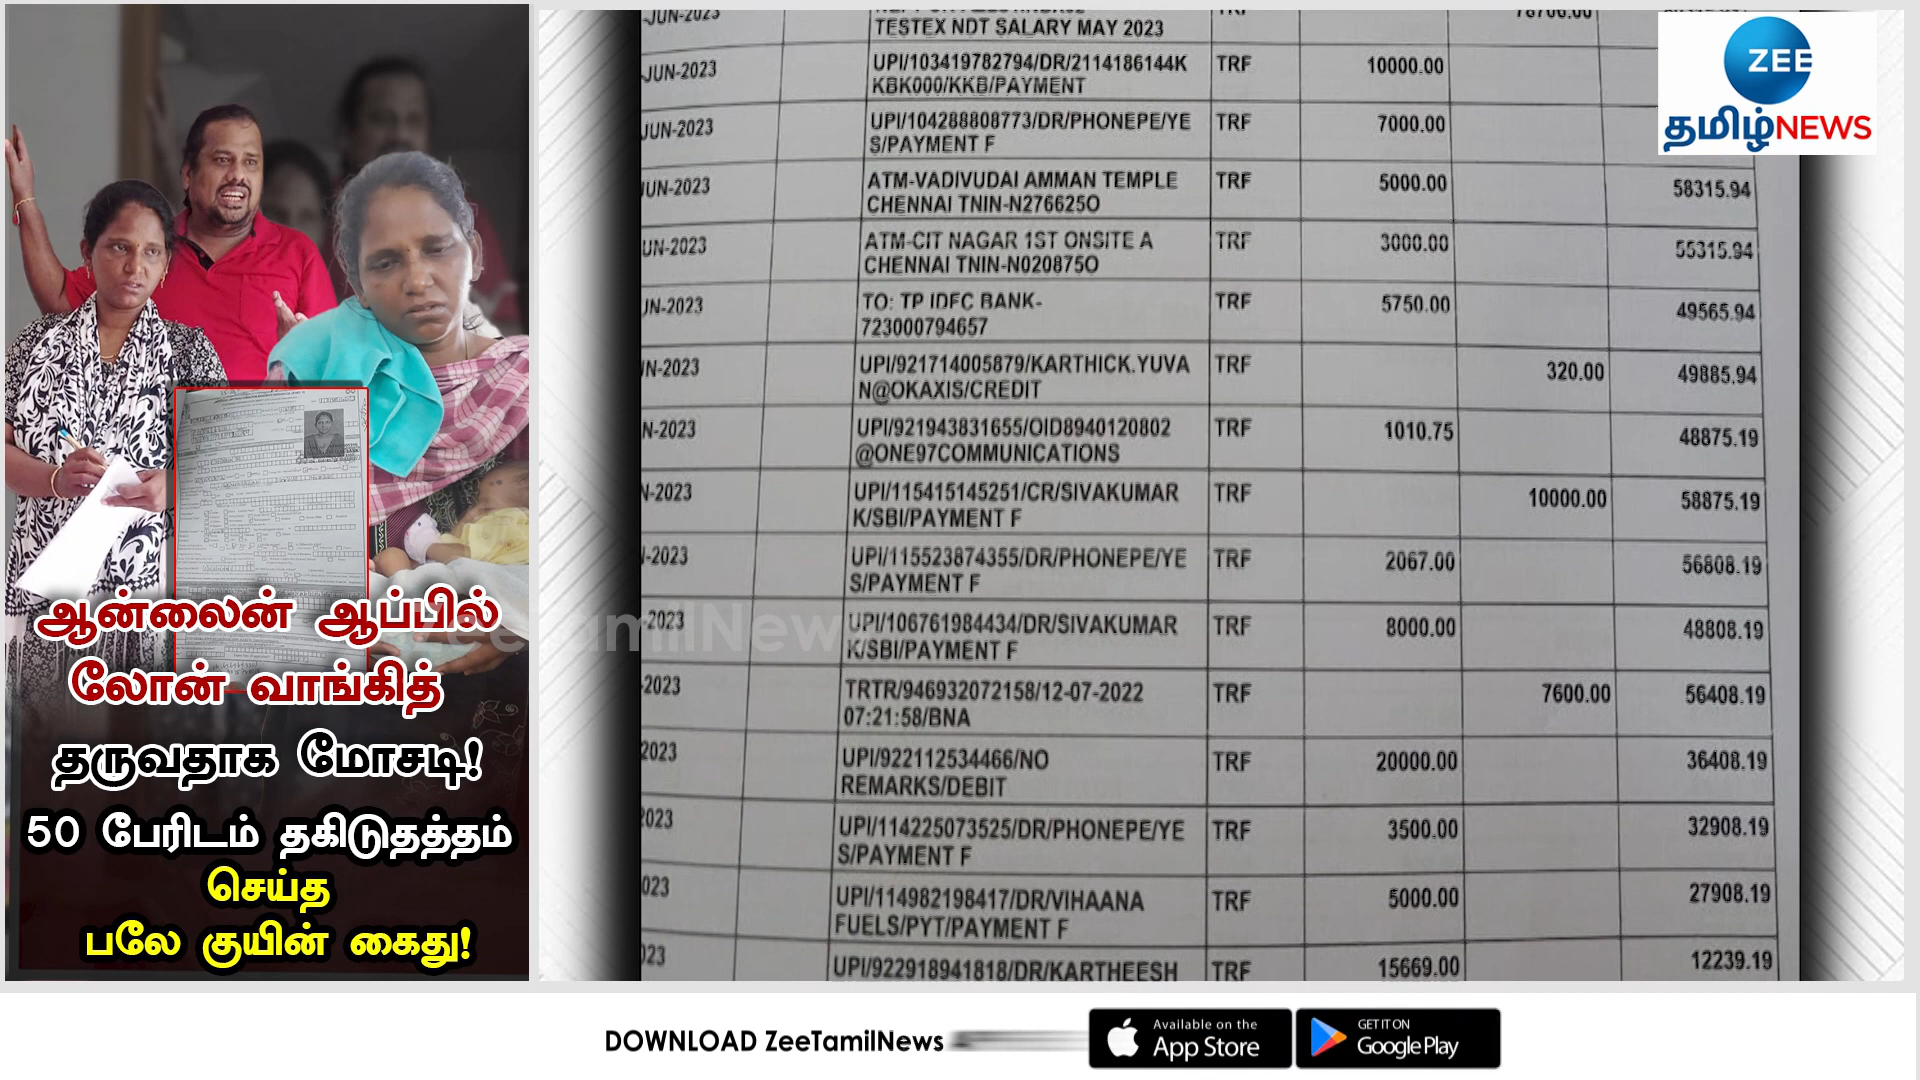 ஆன்லைன் ஆப்பில்
லோன் வாங்கித்
தருவதாக மோசடி!
50 பேரிடம் தகிடுதத்தம்
செய்த
பலே குயின் கைது!
-JUN-2023
TESTEX NDT SALARY MAY 2023 TRF 78706.00
-JUN-2023 UPI/103419782794/DR/2114186144K TRF 10000.00
KBK000/KKB/PAYMENT
JUN-2023 UPI/104288808773/DR/PHONEPE/YE TRF 7000.00
S/PAYMENT F
JUN-2023 ATM-VADIVUDAI AMMAN TEMPLE TRF 5000.00 58315.94
CHENNAI TNIN-N276625O
UN-2023 ATM-CIT NAGAR 1ST ONSITE A TRF 3000.00 55315.94
CHENNAI TNIN-N020875O
UN-2023 TO: TP IDFC BANK- TRF 5750.00 49565.94
723000794657
N-2023 UPI/921714005879/KARTHICK.YUVA TRF 320.00 49885.94
N@OKAXIS/CREDIT
N-2023 UPI/921943831655/OID8940120802 TRF 1010.75 48875.19
@ONE97COMMUNICATIONS
N-2023 UPI/115415145251/CR/SIVAKUMAR TRF 10000.00 58875.19
K/SBI/PAYMENT F
-2023 UPI/115523874355/DR/PHONEPE/YE TRF 2067.00 56808.19
S/PAYMENT F
-2023 UPI/106761984434/DR/SIVAKUMAR TRF 8000.00 48808.19
K/SBI/PAYMENT F
-2023 TRTR/946932072158/12-07-2022 TRF 7600.00 56408.19
07:21:58/BNA
2023 UPI/922112534466/NO TRF 20000.00 36408.19
REMARKS/DEBIT
2023 UPI/114225073525/DR/PHONEPE/YE TRF 3500.00 32908.19
S/PAYMENT F
023 UPI/114982198417/DR/VIHAANA TRF 5000.00 27908.19
FUELS/PYT/PAYMENT F
023 UPI/922918941818/DR/KARTHEESH TRF 15669.00 12239.19
ZEE
தமிழ்NEWS
ZeeTamilNews
DOWNLOAD ZeeTamilNews
Available on the
App Store
GET IT ON
Google Play